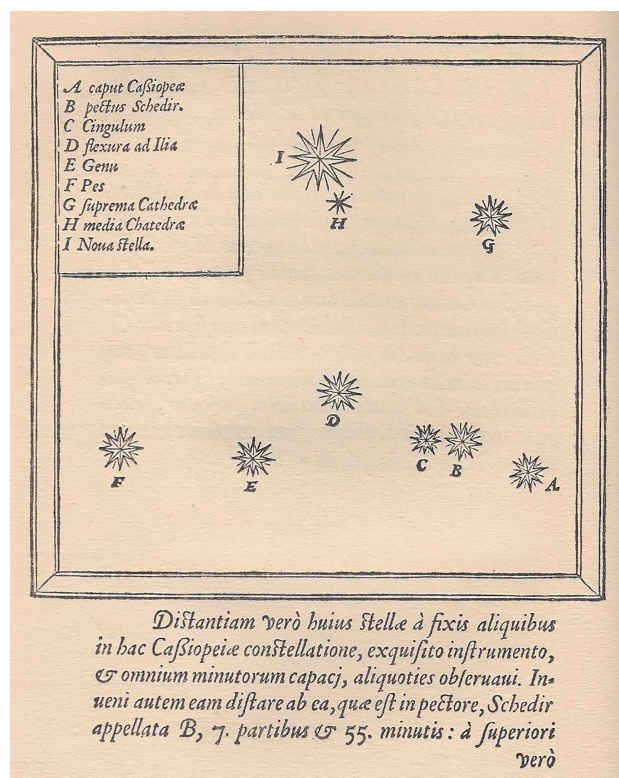 A caput Caßiopeæ
B pectus Schedir.
C Cingulum
D flexura ad Ilia
E Genu
F Pes
G ſuprema Cathedræ
H media Chatedræ
I Noua ſtella.
I
H
G
D
C
B
F
E
A
Diſtantiam verò huius ſtellæ à fixis aliquibus
in hac Caßiopeiæ conſtellatione, exquiſito inſtrumento,
& omnium minutorum capacj, aliquoties obſeruaui. In-
ueni autem eam diſtare ab ea, quæ eſt in pectore, Schedir
appellata B, 7. partibus & 55. minutis: à ſuperiori
verò